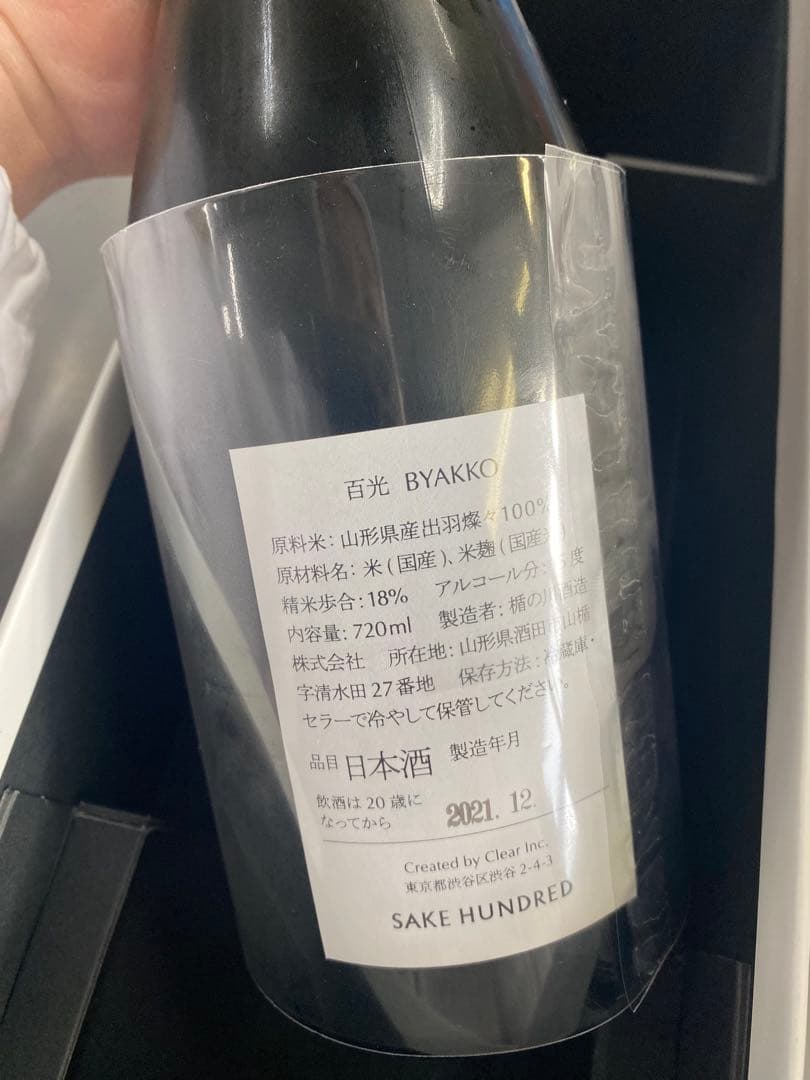 百光 BYAKKO
原料米：山形県産出羽燦々100%
原材料名：米(国産)、米麹(国産米)
精米歩合：18% アルコール分： 度
内容量：720ml 製造者：楯の川酒造
株式会社 所在地：山形県酒田市山楯
字清水田27番地 保存方法：冷蔵庫・
セラーで冷やして保管してください。
品目 日本酒 製造年月
飲酒は20歳に
なってから 2021. 12.
Created by Clear Inc.
東京都渋谷区渋谷2-4-3
SAKE HUNDRED